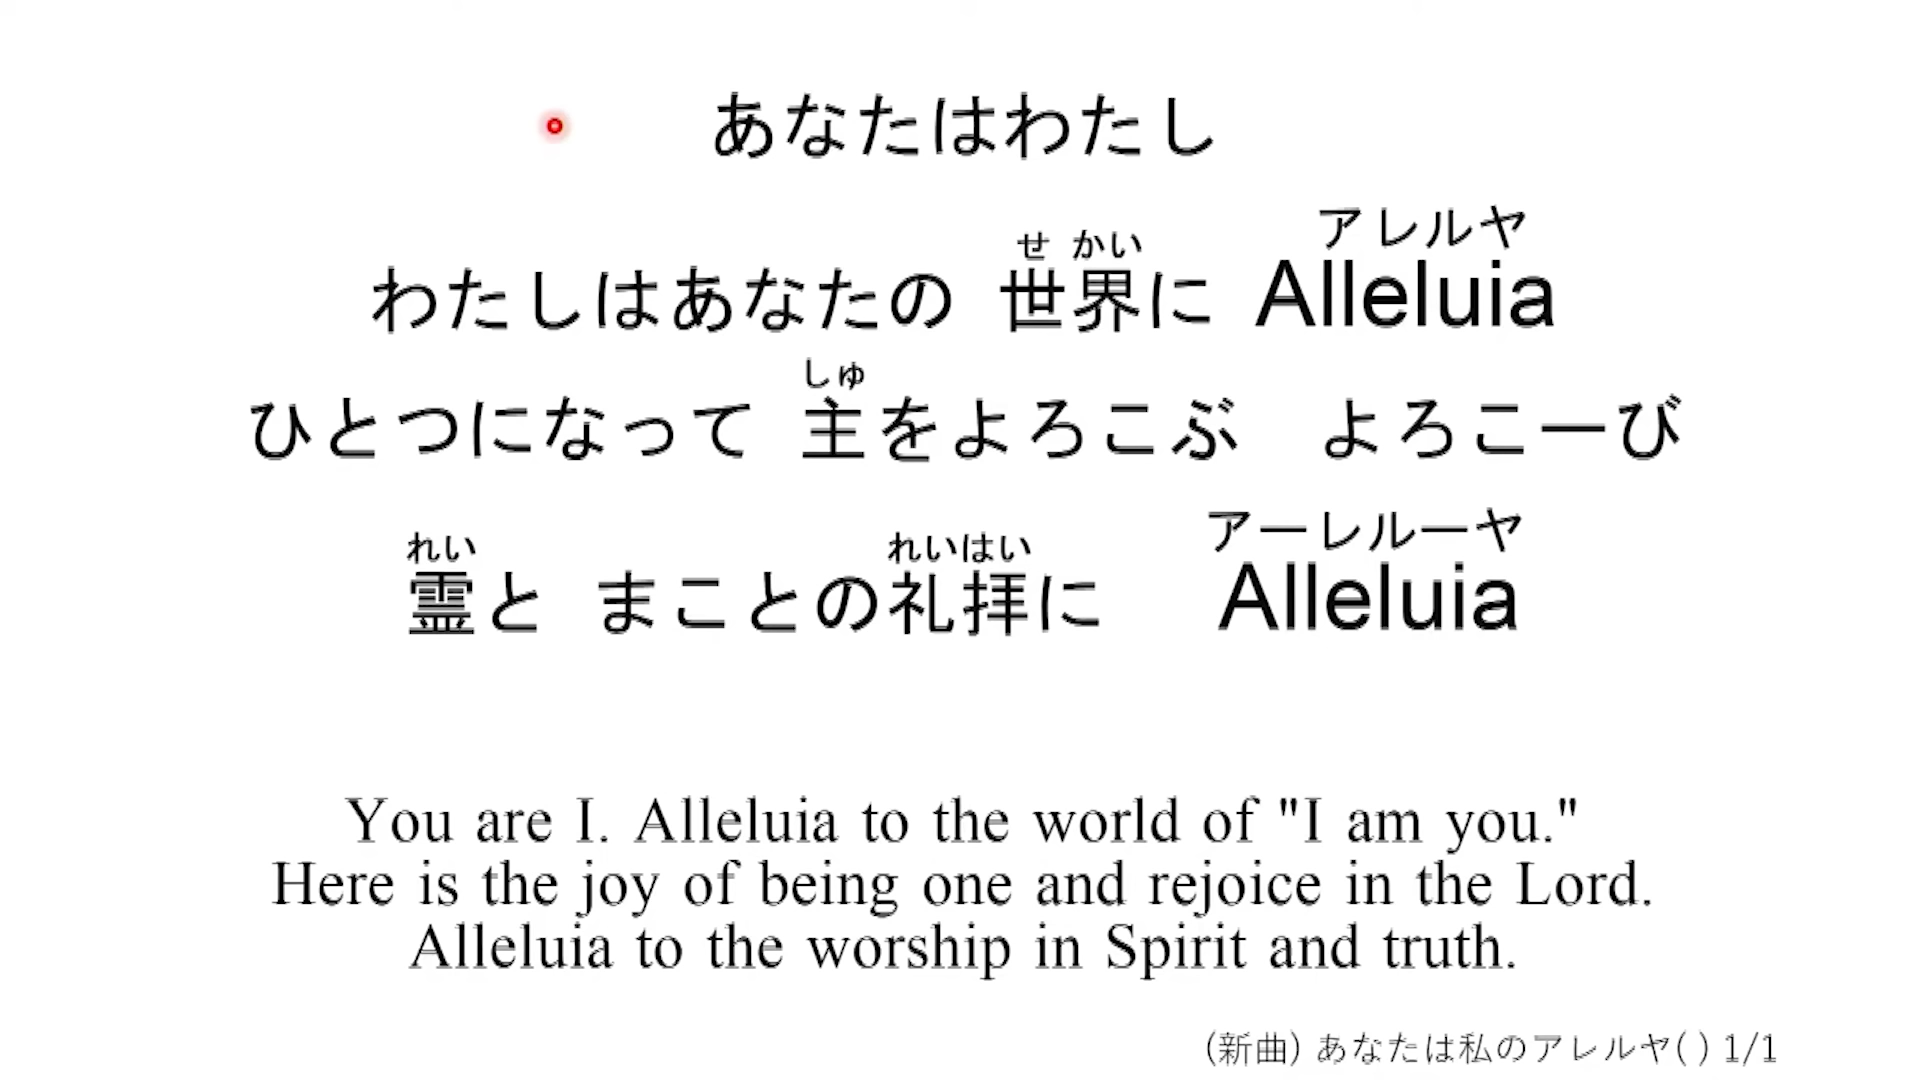 あなたはわたし
せ かい アレルヤ
わたしはあなたの 世界に Alleluia
しゅ
ひとつになって 主をよろこぶ よろこーび
れい れいはい アーレルーヤ
霊と まことの礼拝に Alleluia
You are I. Alleluia to the world of "I am you."
Here is the joy of being one and rejoice in the Lord.
Alleluia to the worship in Spirit and truth.
(新曲) あなたは私のアレルヤ( ) 1/1